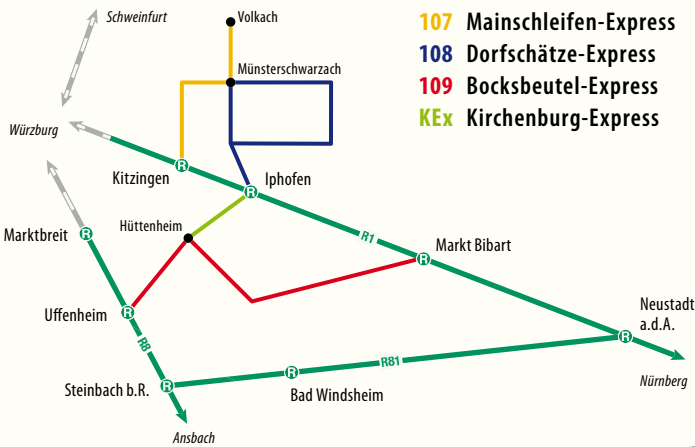 Schweinfurt
Volkach
107 Mainschleifen-Express
108 Dorfschätze-Express
109 Bocksbeutel-Express
KEx Kirchenburg-Express
Münsterschwarzach
Würzburg
R
Kitzingen
R
Iphofen
Hüttenheim
Marktbreit
R
R1
R
Markt Bibart
Uffenheim
R
R8
Neustadt
a.d.A.
R
R81
Nürnberg
Steinbach b.R.
R
R
Bad Windsheim
Ansbach